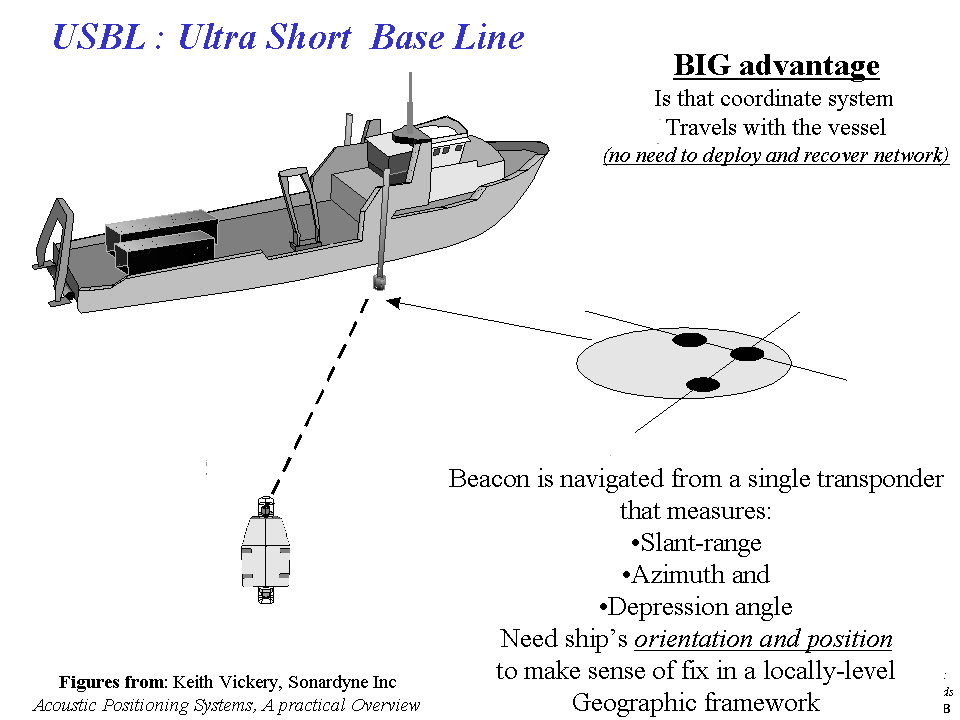 USBL : Ultra Short Base Line
BIG advantage
Is that coordinate system
Travels with the vessel
(no need to deploy and recover network)
Beacon is navigated from a single transponder
that measures:
•Slant-range
•Azimuth and
•Depression angle
Need ship's orientation and position
to make sense of fix in a locally-level
Geographic framework
Figures from: Keith Vickery, Sonardyne Inc
Acoustic Positioning Systems, A practical Overview
:
ds
B